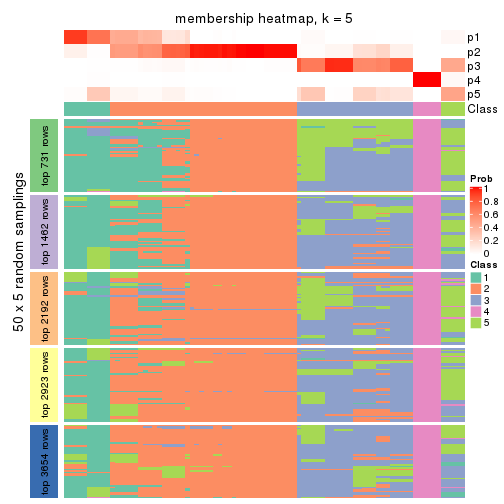 membership heatmap, k = 5
p1
p2
p3
p4
p5
Class
50 x 5 random samplings
top 731 rows
top 1462 rows
top 2192 rows
top 2923 rows
top 3654 rows
Prob
1
0.8
0.6
0.4
0.2
0
Class
1
2
3
4
5